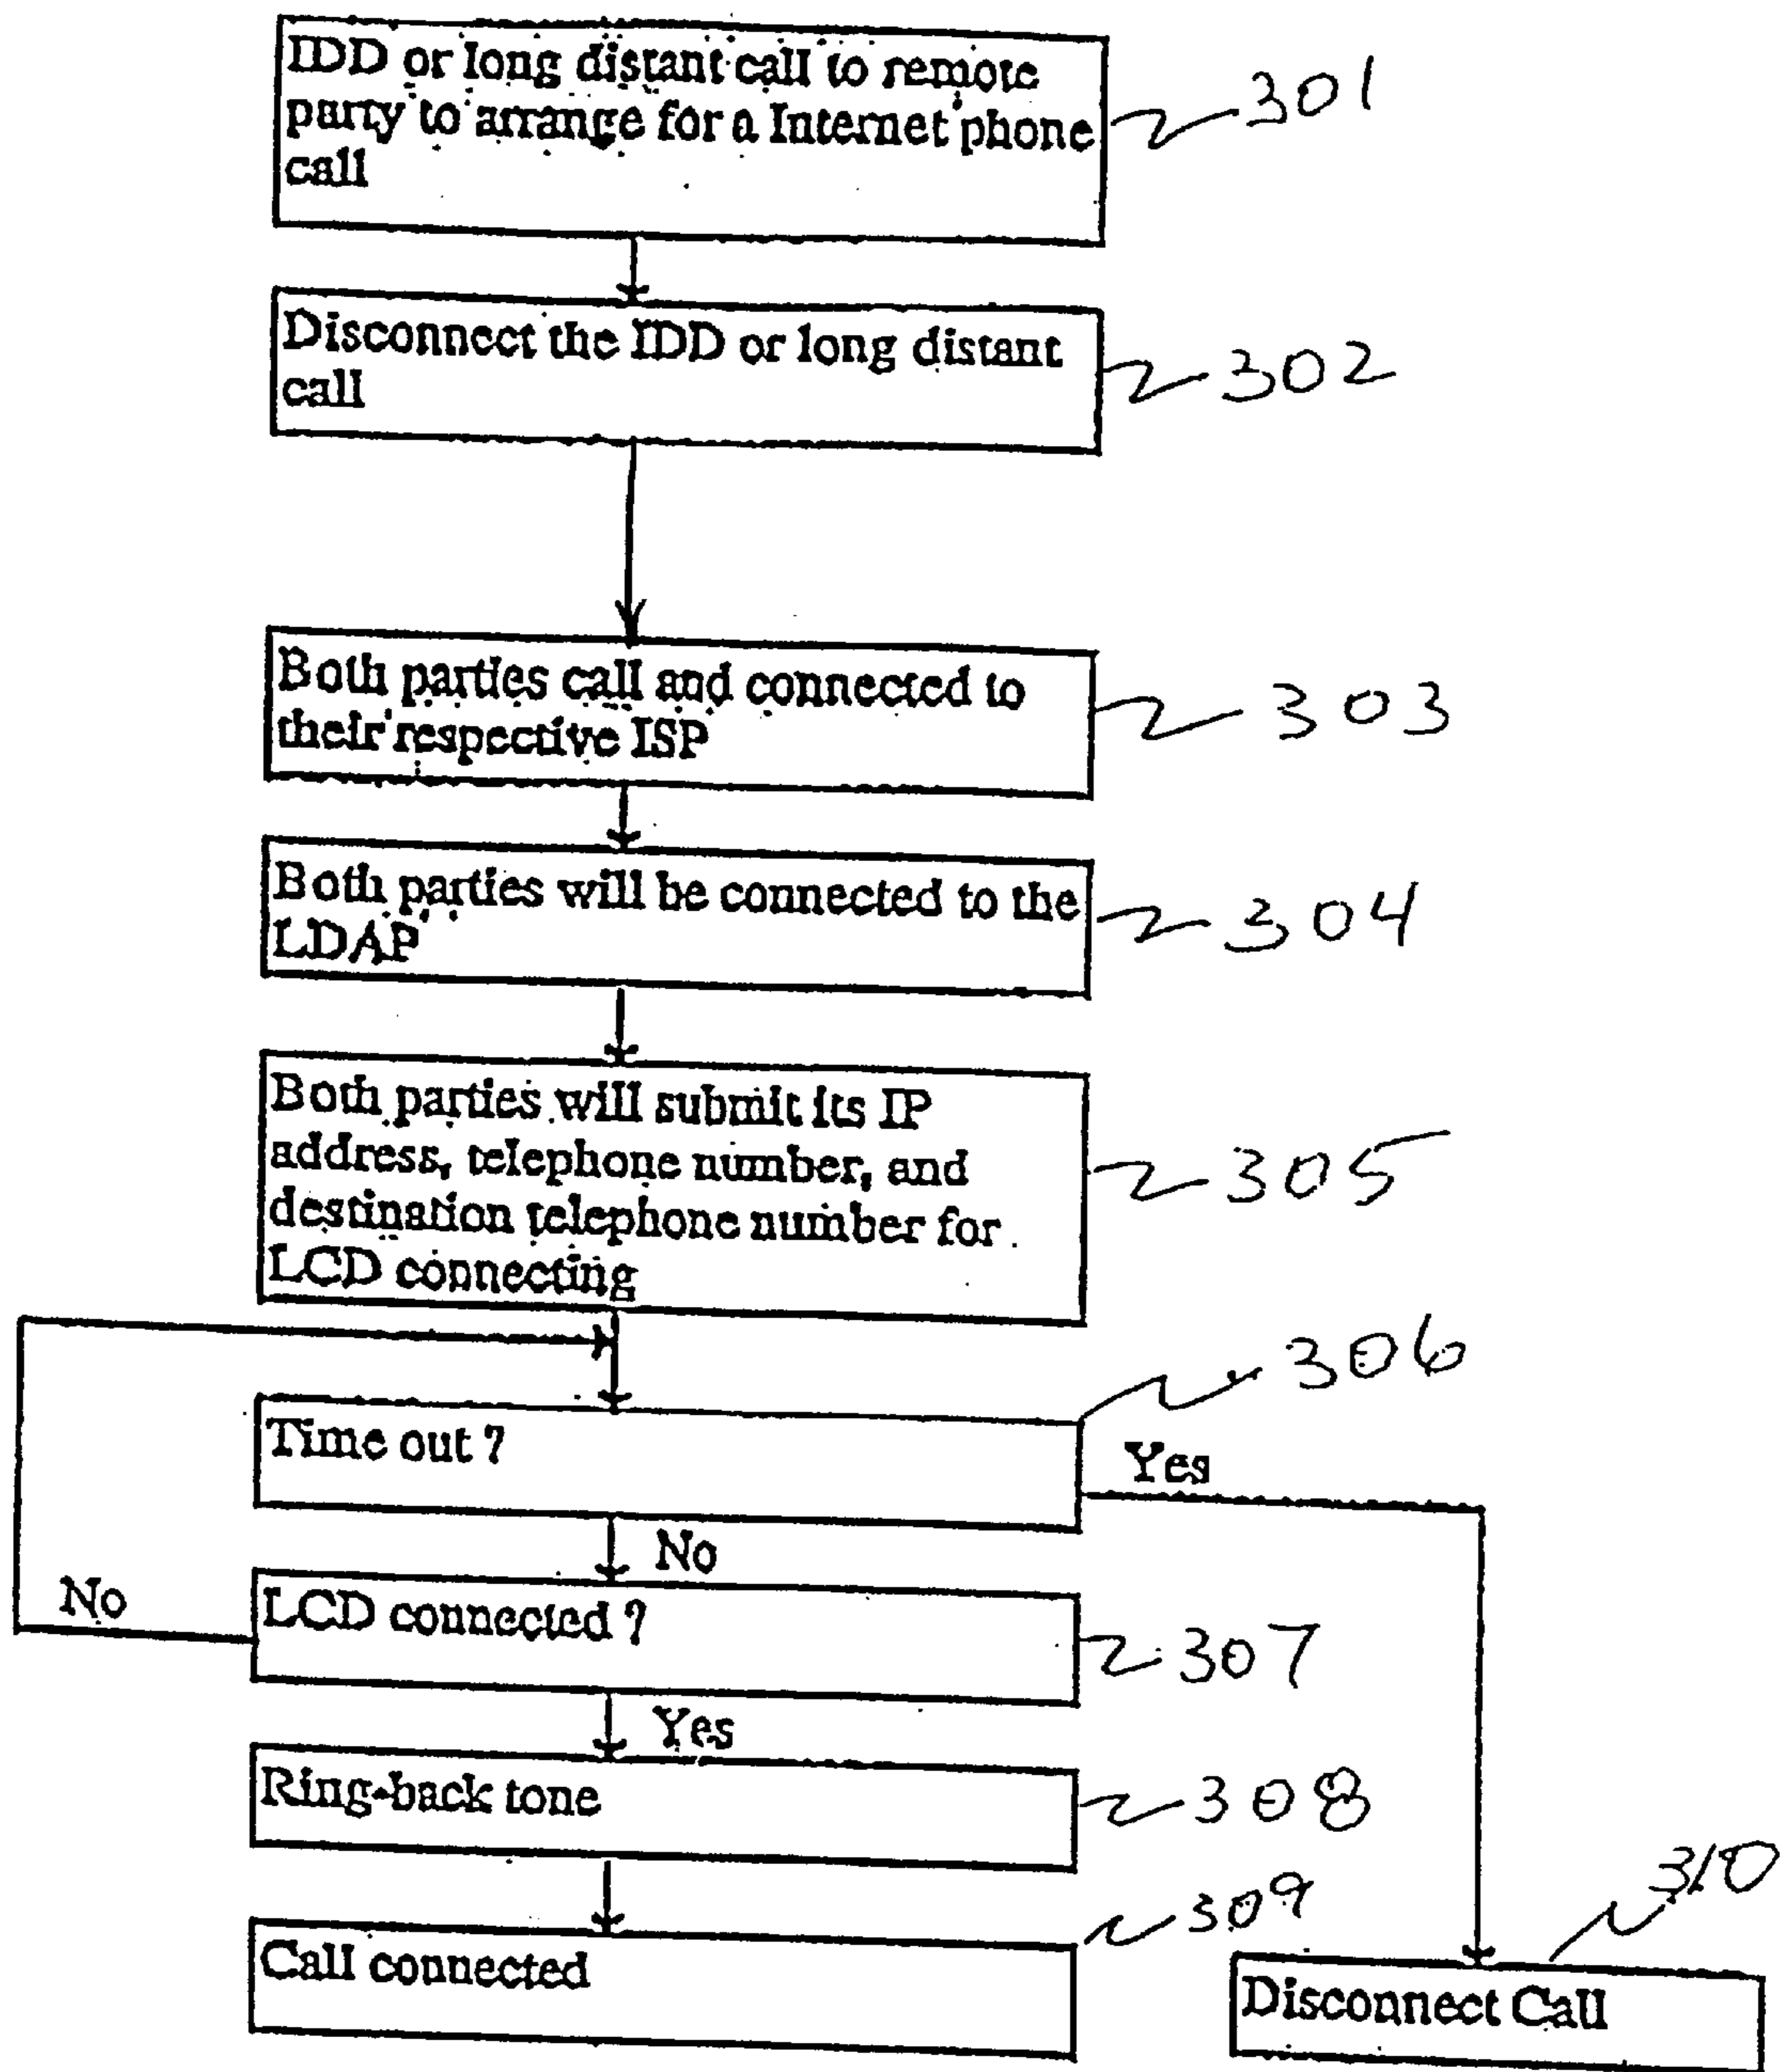 IDD or long distant call to remote
party to arrange for a Internet phone
call
301
Disconnect the IDD or long distant
call
302
Both parties call and connected to
their respective ISP
303
Both parties will be connected to the
LDAP
304
Both parties will submit its IP
address, telephone number, and
destination telephone number for
LCD connecting
305
306
Time out ?
Yes
No
No
LCD connected ?
307
Yes
Ring-back tone
308
309
Call connected
310
Disconnect Call